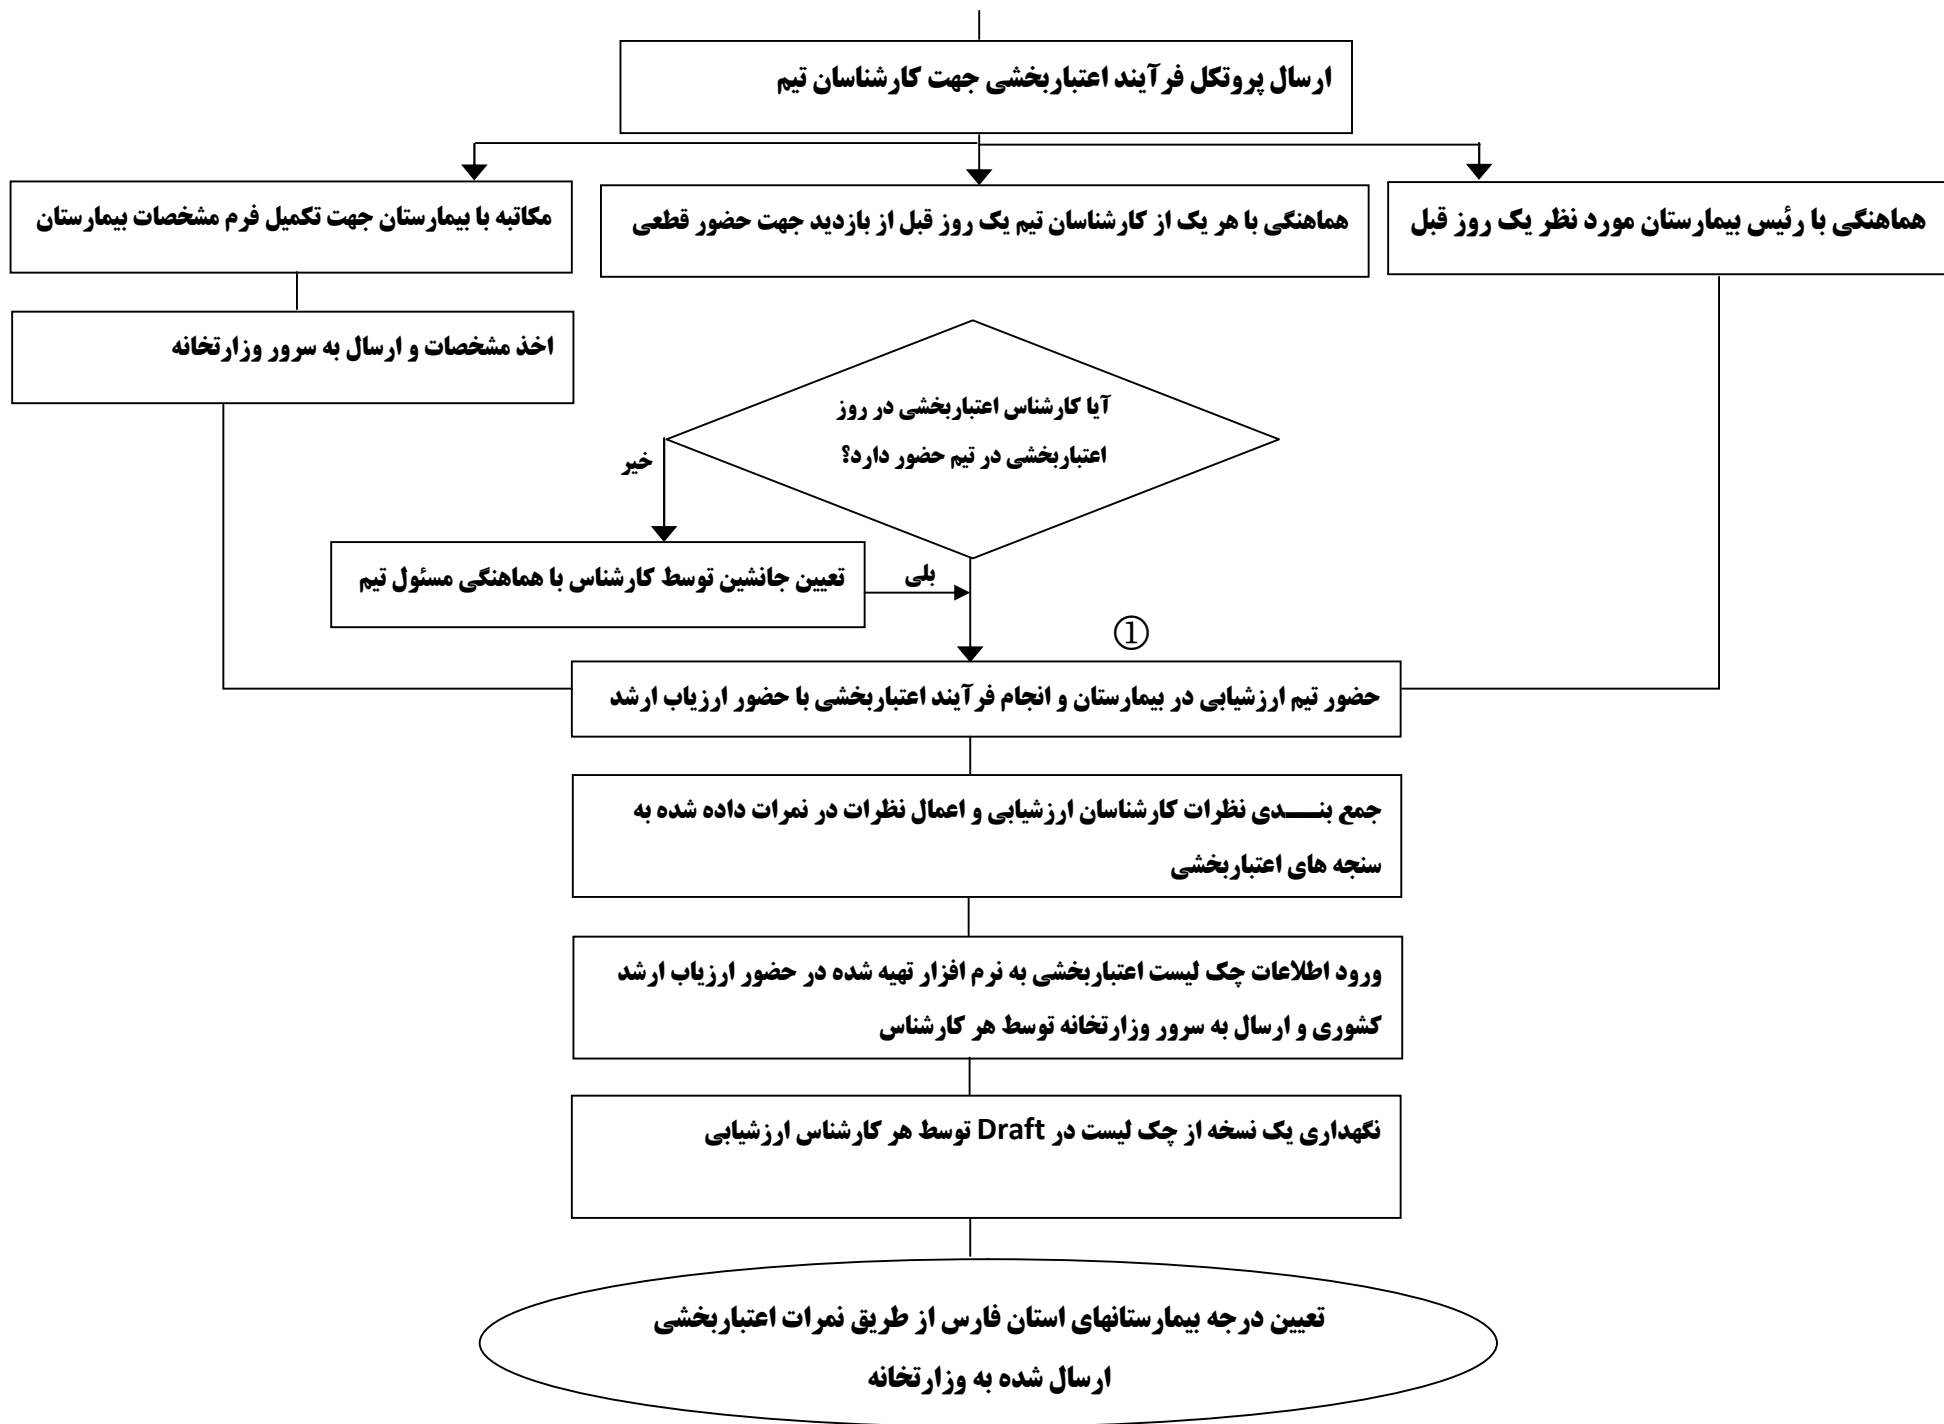 ارسال پروتکل فرآیند اعتباربخشی جهت کارشناسان تیم
هماهنگی با رئیس بیمارستان مورد نظر یک روز قبل
هماهنگی با هر یک از کارشناسان تیم یک روز قبل از بازدید جهت حضور قطعی
مکاتبه با بیمارستان جهت تکمیل فرم مشخصات بیمارستان
اخذ مشخصات و ارسال به سرور وزارتخانه
آیا کارشناس اعتباربخشی در روز
اعتباربخشی در تیم حضور دارد؟
خیر
تعیین جانشین توسط کارشناس با هماهنگی مسئول تیم
بلی
①
حضور تیم ارزشیابی در بیمارستان و انجام فرآیند اعتباربخشی با حضور ارزیاب ارشد
جمع بنـــدی نظرات کارشناسان ارزشیابی و اعمال نظرات در نمرات داده شده به
سنجه های اعتباربخشی
ورود اطلاعات چک لیست اعتباربخشی به نرم افزار تهیه شده در حضور ارزیاب ارشد
کشوری و ارسال به سرور وزارتخانه توسط هر کارشناس
نگهداری یک نسخه از چک لیست در Draft توسط هر کارشناس ارزشیابی
تعیین درجه بیمارستانهای استان فارس از طریق نمرات اعتباربخشی
ارسال شده به وزارتخانه